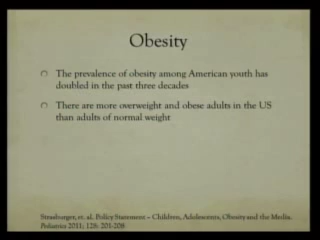 Obesity
The prevalence of obesity among American youth has
doubled in the past three decades
There are more overweight and obese adults in the US
than adults of normal weight
Strasburger, et. al. Policy Statement – Children, Adolescents, Obesity and the Media.
Pediatrics 2011; 128: 201-208